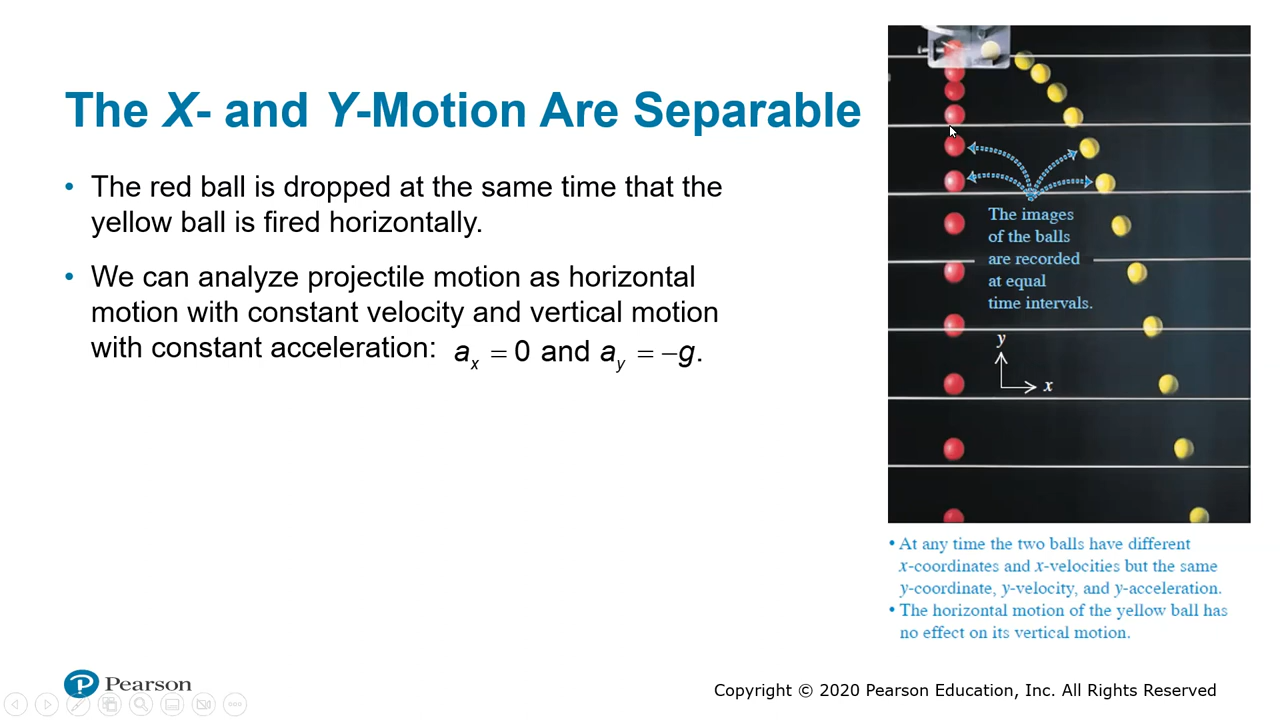 The X- and Y-Motion Are Separable
• The red ball is dropped at the same time that the
yellow ball is fired horizontally.
• We can analyze projectile motion as horizontal
motion with constant velocity and vertical motion
with constant acceleration: aₓ = 0 and a_y = −g.
The images
of the balls
are recorded
at equal
time intervals.
y
x
• At any time the two balls have different
x-coordinates and x-velocities but the same
y-coordinate, y-velocity, and y-acceleration.
• The horizontal motion of the yellow ball has
no effect on its vertical motion.
P Pearson
Copyright © 2020 Pearson Education, Inc. All Rights Reserved